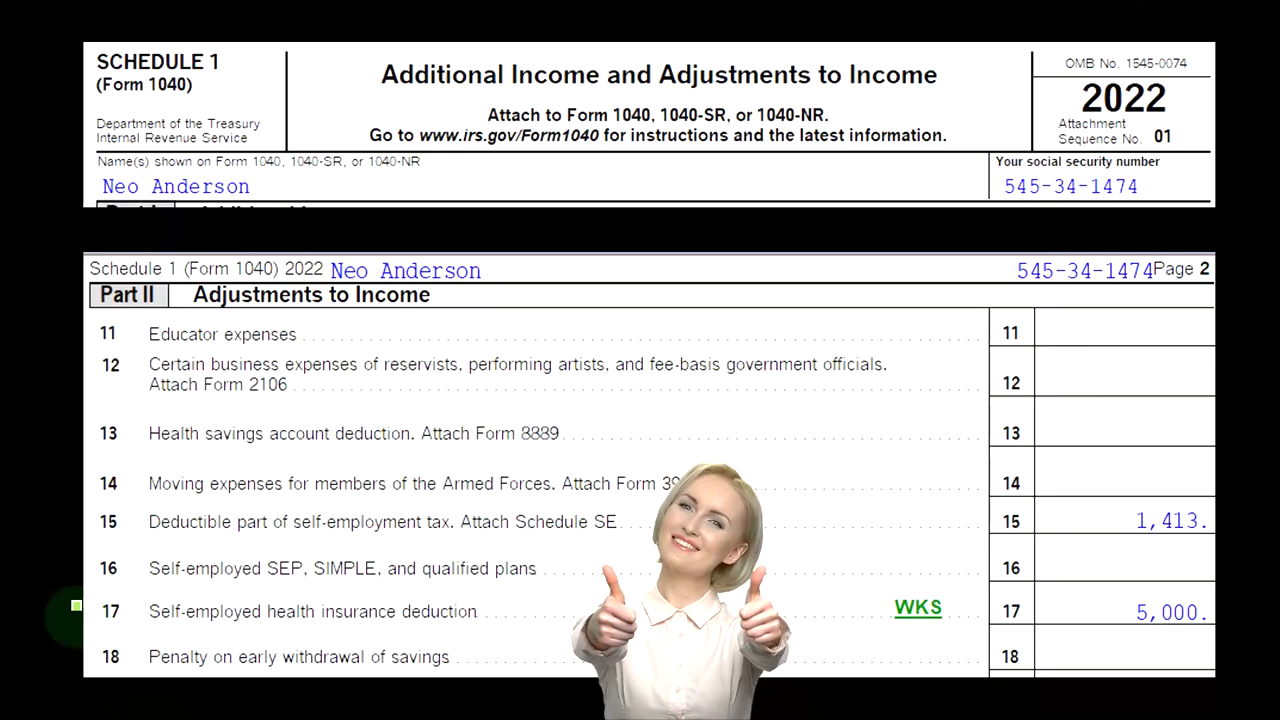 SCHEDULE 1
(Form 1040)
Department of the Treasury
Internal Revenue Service
Additional Income and Adjustments to Income
Attach to Form 1040, 1040-SR, or 1040-NR.
Go to www.irs.gov/Form1040 for instructions and the latest information.
OMB No. 1545-0074
2022
Attachment
Sequence No. 01
Name(s) shown on Form 1040, 1040-SR, or 1040-NR
Your social security number
Neo Anderson
545-34-1474
Schedule 1 (Form 1040) 2022 Neo Anderson 545-34-1474 Page 2
Part II Adjustments to Income
11 Educator expenses 11
12 Certain business expenses of reservists, performing artists, and fee-basis government officials.
Attach Form 2106 12
13 Health savings account deduction. Attach Form 8889 13
14 Moving expenses for members of the Armed Forces. Attach Form 14
15 Deductible part of self-employment tax. Attach Schedule SE 15 1,413.
16 Self-employed SEP, SIMPLE, and qualified plans 16
17 Self-employed health insurance deduction WKS 17 5,000.
18 Penalty on early withdrawal of savings 18